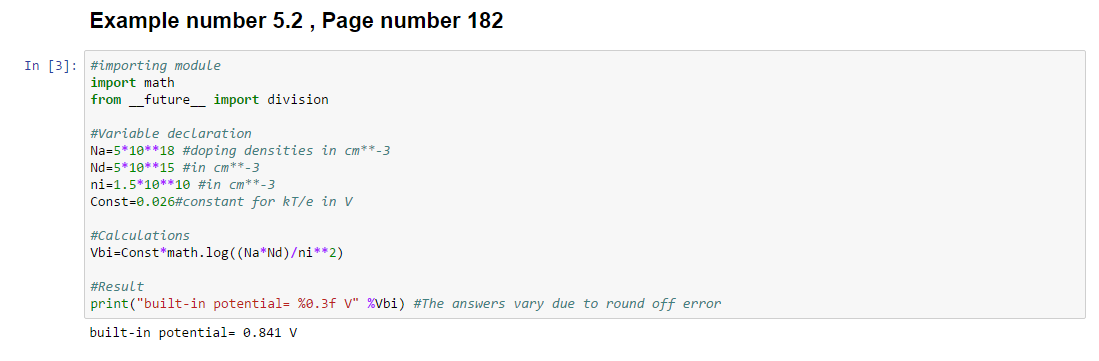 Example number 5.2 , Page number 182
In [3]: #importing module
import math
from __future__ import division
#Variable declaration
Na=5*10**18 #doping densities in cm**-3
Nd=5*10**15 #in cm**-3
ni=1.5*10**10 #in cm**-3
Const=0.026#constant for kT/e in V
#Calculations
Vbi=Const*math.log((Na*Nd)/ni**2)
#Result
print("built-in potential= %0.3f V" %Vbi) #The answers vary due to round off error
built-in potential= 0.841 V